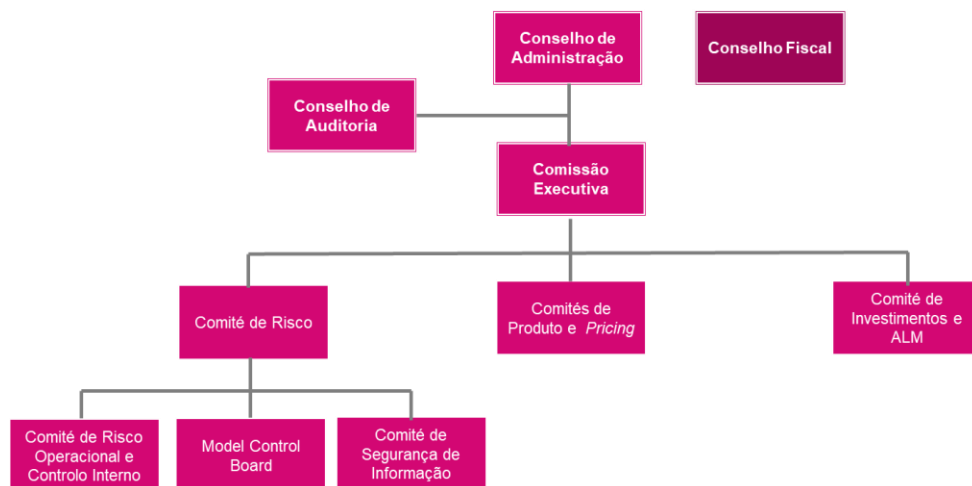 Conselho de
Administração
Conselho Fiscal
Conselho de
Auditoria
Comissão
Executiva
Comité de Risco
Comités de
Produto e Pricing
Comité de
Investimentos e
ALM
Comité de Risco
Operacional e
Controlo Interno
Model Control
Board
Comité de
Segurança de
Informação